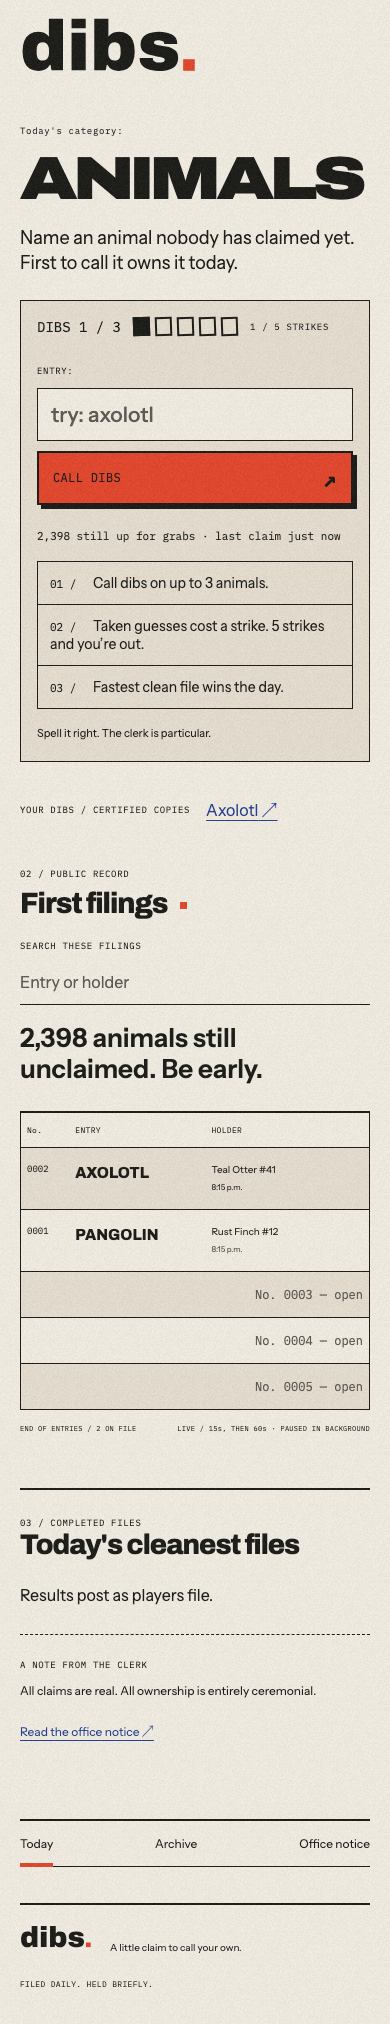 dibs.
Today's category:
ANIMALS
Name an animal nobody has claimed yet.
First to call it owns it today.
DIBS 1 / 3 1 / 5 STRIKES
ENTRY:
try: axolotl
CALL DIBS ↗
2,398 still up for grabs · last claim just now
01 / Call dibs on up to 3 animals.
02 / Taken guesses cost a strike. 5 strikes
and you're out.
03 / Fastest clean file wins the day.
Spell it right. The clerk is particular.
YOUR DIBS / CERTIFIED COPIES Axolotl ↗
02 / PUBLIC RECORD
First filings
SEARCH THESE FILINGS
Entry or holder
2,398 animals still
unclaimed. Be early.
No. ENTRY HOLDER
0002 AXOLOTL Teal Otter #41
8:15 p.m.
0001 PANGOLIN Rust Finch #12
8:15 p.m.
No. 0003 — open
No. 0004 — open
No. 0005 — open
END OF ENTRIES / 2 ON FILE LIVE / 15s, THEN 60s · PAUSED IN BACKGROUND
03 / COMPLETED FILES
Today's cleanest files
Results post as players file.
A NOTE FROM THE CLERK
All claims are real. All ownership is entirely ceremonial.
Read the office notice ↗
Today Archive Office notice
dibs. A little claim to call your own.
FILED DAILY. HELD BRIEFLY.